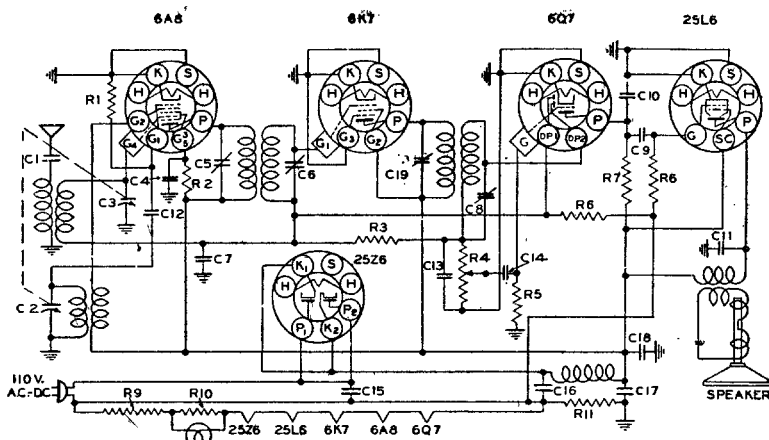 6A8 6K7 6Q7 25L6
K S K S K S K S
H H H H H H H H
R1 G2 P P P P
G4 G1 G3 5 G1 G3 G2 G DP1 DP2 G SC
C10
C9
C1 C4 C5 C6 C19 C8 R7 R6
C3 R2
C12
R3 R6
C11
C7 25Z6 C13 R4 C14
K1 S
H H
P2
P1 K2
R5
C2
C18
110 V.
A.C.-DC
C15 C16 C17
R9 R10 R11
25Z6 25L6 6K7 6A8 6Q7
SPEAKER